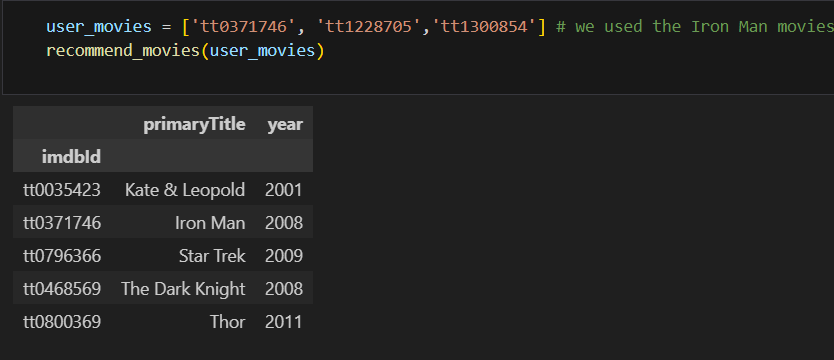 user_movies = ['tt0371746', 'tt1228705','tt1300854'] # we used the Iron Man movies
recommend_movies(user_movies)
primaryTitle year
imdbId
tt0035423 Kate & Leopold 2001
tt0371746 Iron Man 2008
tt0796366 Star Trek 2009
tt0468569 The Dark Knight 2008
tt0800369 Thor 2011